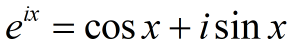 e^{ix} = cos x + i sin x